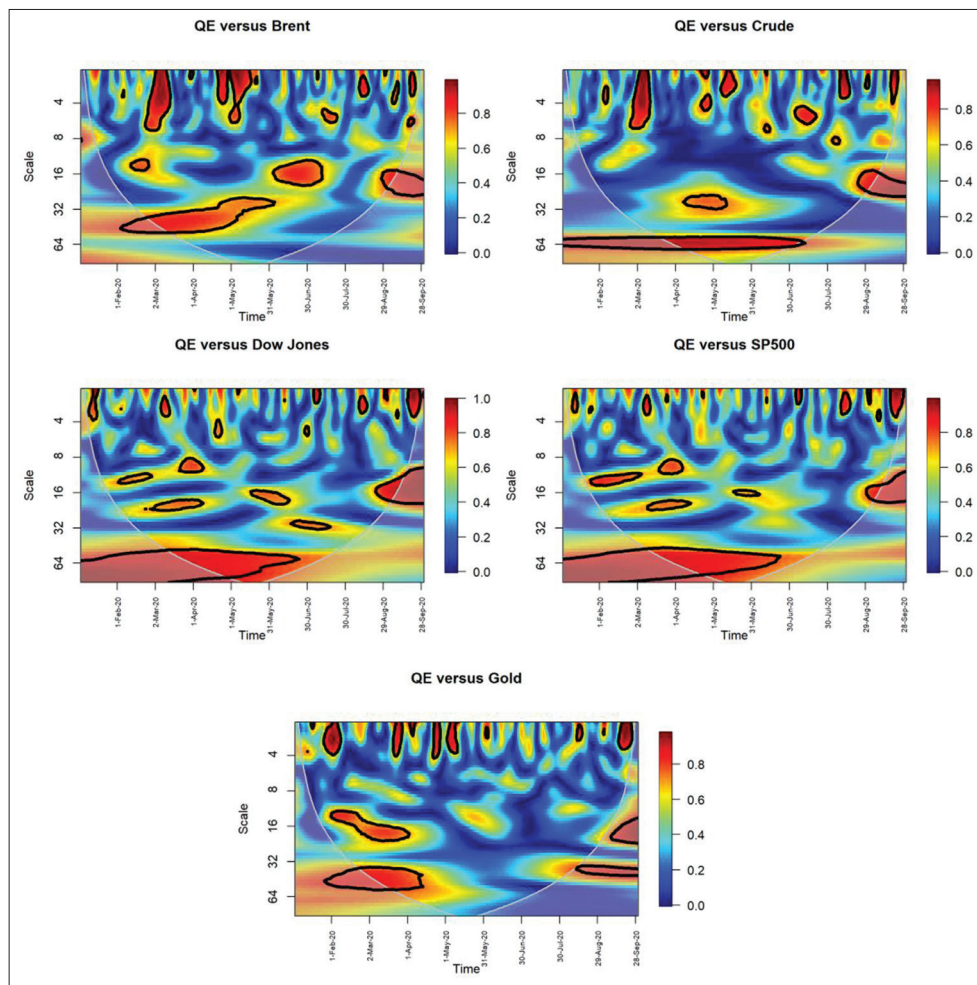 QE versus Brent
QE versus Crude
Scale
4
8
16
32
64
0.8
0.6
0.4
0.2
0.0
1-Feb-20
2-Mar-20
1-Apr-20
1-May-20
31-May-20
30-Jun-20
30-Jul-20
29-Aug-20
28-Sep-20
Time
Scale
4
8
16
32
64
0.8
0.6
0.4
0.2
0.0
1-Feb-20
2-Mar-20
1-Apr-20
1-May-20
31-May-20
30-Jun-20
30-Jul-20
29-Aug-20
28-Sep-20
Time
QE versus Dow Jones
QE versus SP500
Scale
4
8
16
32
64
1.0
0.8
0.6
0.4
0.2
0.0
1-Feb-20
2-Mar-20
1-Apr-20
1-May-20
31-May-20
30-Jun-20
30-Jul-20
29-Aug-20
28-Sep-20
Time
Scale
4
8
16
32
64
0.8
0.6
0.4
0.2
0.0
1-Feb-20
2-Mar-20
1-Apr-20
1-May-20
31-May-20
30-Jun-20
30-Jul-20
29-Aug-20
28-Sep-20
Time
QE versus Gold
Scale
4
8
16
32
64
0.8
0.6
0.4
0.2
0.0
1-Feb-20
2-Mar-20
1-Apr-20
1-May-20
31-May-20
30-Jun-20
30-Jul-20
29-Aug-20
28-Sep-20
Time